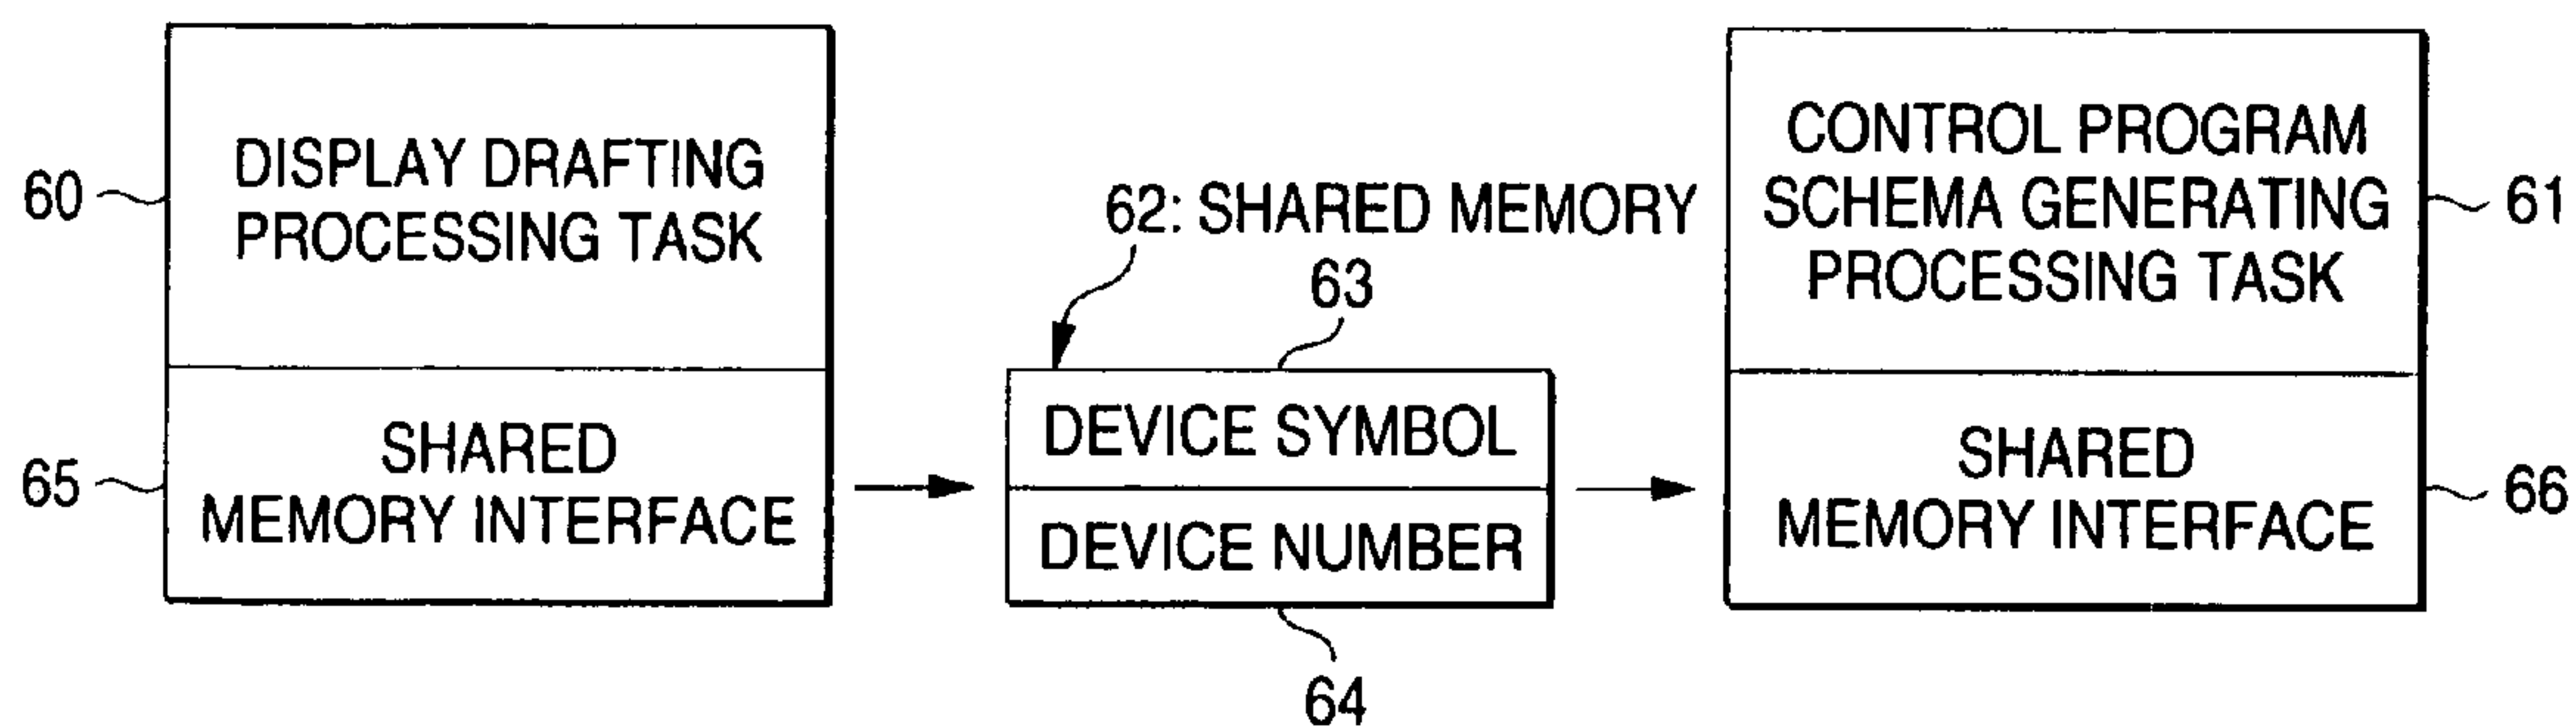 60
DISPLAY DRAFTING
PROCESSING TASK
65
SHARED
MEMORY INTERFACE
62: SHARED MEMORY
63
DEVICE SYMBOL
DEVICE NUMBER
64
CONTROL PROGRAM
SCHEMA GENERATING
PROCESSING TASK
61
SHARED
MEMORY INTERFACE
66